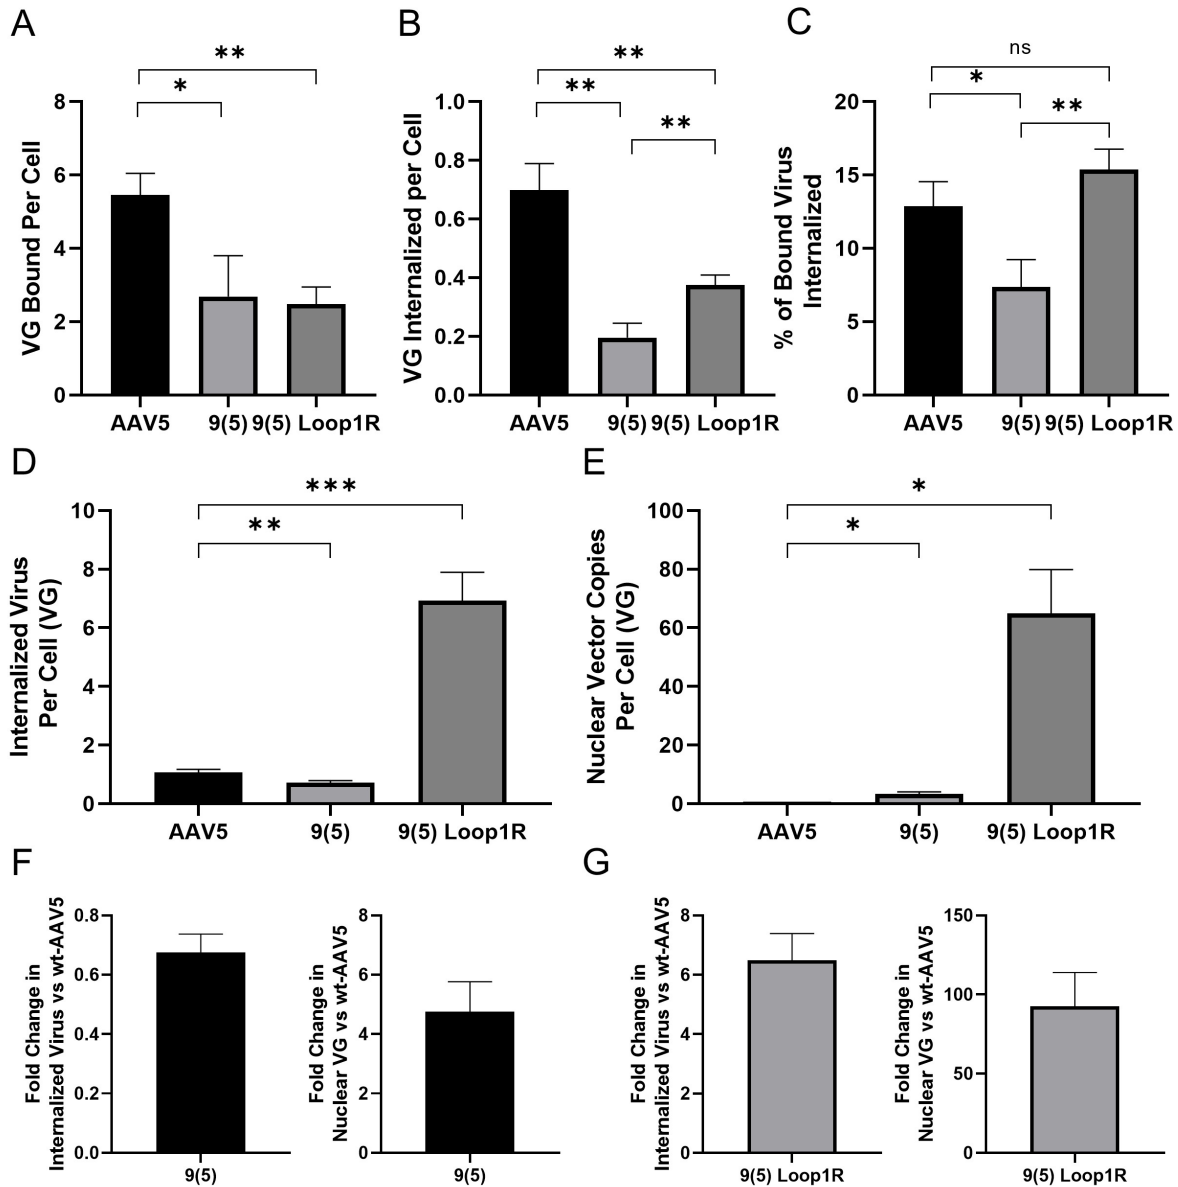 A
B
C
**
*
8
6
4
2
0
VG Bound Per Cell
AAV5
9(5)
9(5) Loop1R
**
**
**
1.0
0.8
0.6
0.4
0.2
0.0
VG Internalized per Cell
AAV5
9(5)
9(5) Loop1R
ns
*
**
20
15
10
5
0
% of Bound Virus
Internalized
AAV5
9(5)
9(5) Loop1R
D
E
***
**
10
8
6
4
2
0
Internalized Virus
Per Cell (VG)
AAV5
9(5)
9(5) Loop1R
*
*
100
80
60
40
20
0
Nuclear Vector Copies
Per Cell (VG)
AAV5
9(5)
9(5) Loop1R
F
G
0.8
0.6
0.4
0.2
0.0
Fold Change in
Internalized Virus vs wt-AAV5
9(5)
8
6
4
2
0
Fold Change in
Nuclear VG vs wt-AAV5
9(5)
8
6
4
2
0
Fold Change in
Internalized Virus vs wt-AAV5
9(5) Loop1R
150
100
50
0
Fold Change in
Nuclear VG vs wt-AAV5
9(5) Loop1R